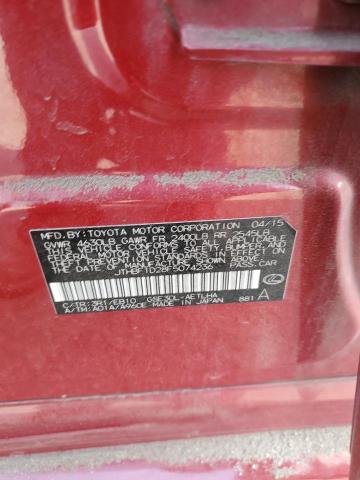 MFD. BY: TOYOTA MOTOR CORPORATION 04/15
GVWR 4630LB GAWR FR 2400LB RR 2545LB
THIS VEHICLE CONFORMS TO ALL APPLICABLE
FEDERAL MOTOR VEHICLE SAFETY, BUMPER, AND
THEFT PREVENTION STANDARDS IN EFFECT ON
THE DATE OF MANUFACTURE SHOWN ABOVE.
JTHBF1D28F5074236 PASS.CAR
C/TR:3R1/EB10 GSE30L-AETLHA
A/TM:A01A/A960E MADE IN JAPAN 881 A